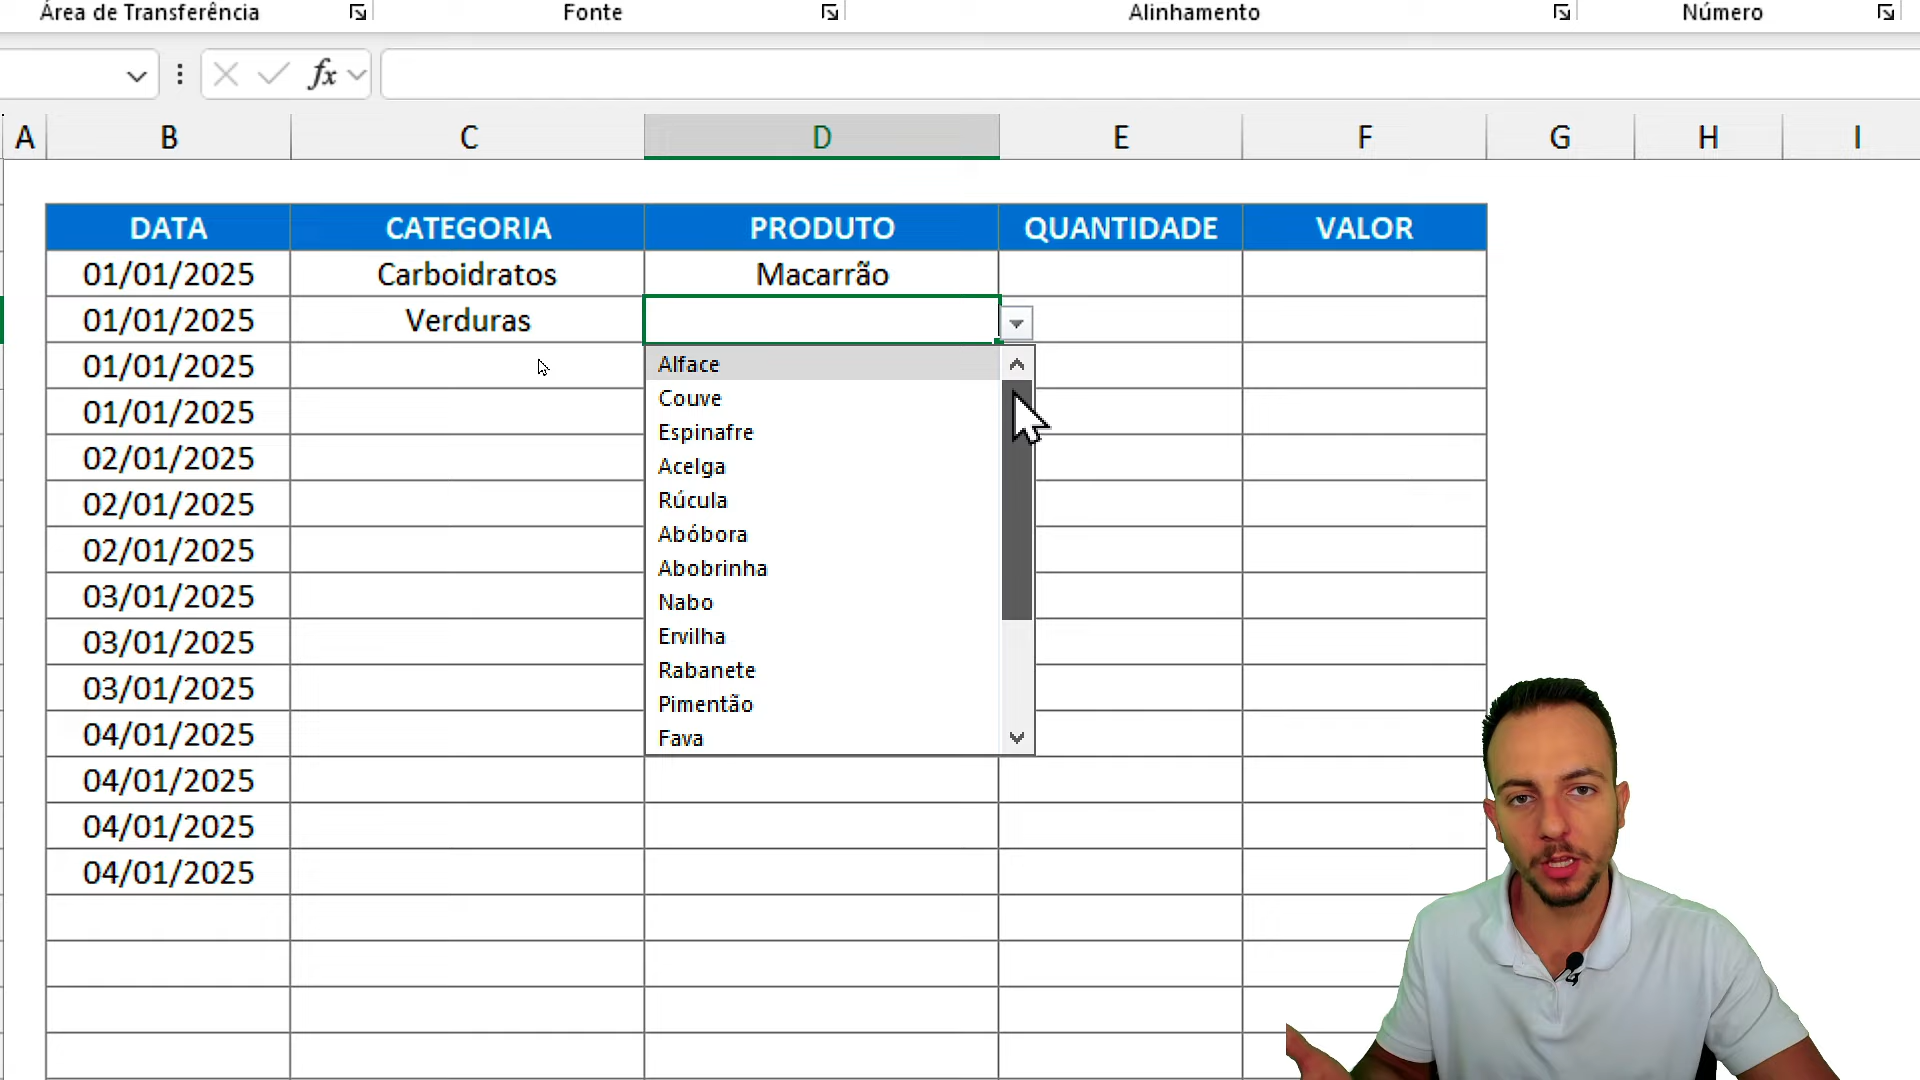 Área de Transferência Fonte Alinhamento Número
fx
A B C D E F G H I
DATA CATEGORIA PRODUTO QUANTIDADE VALOR
01/01/2025 Carboidratos Macarrão
01/01/2025 Verduras
01/01/2025 Alface
Couve
01/01/2025
Espinafre
02/01/2025 Acelga
02/01/2025 Rúcula
Abóbora
02/01/2025
Abobrinha
03/01/2025 Nabo
03/01/2025 Ervilha
Rabanete
03/01/2025
Pimentão
04/01/2025 Fava
04/01/2025
04/01/2025
04/01/2025